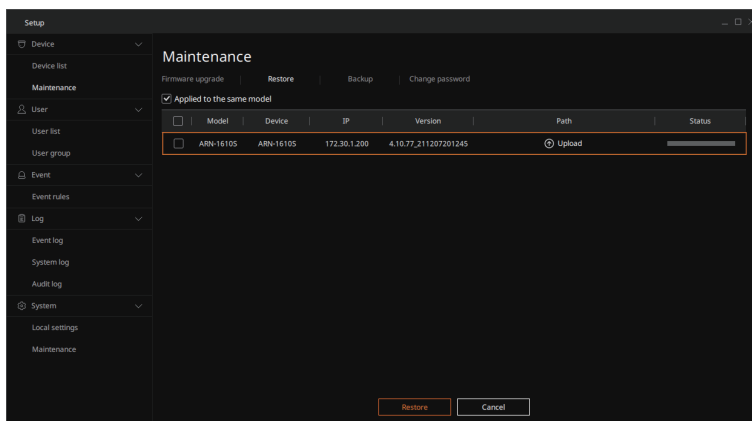 Setup
Device
Device list
Maintenance
User
User list
User group
Event
Event rules
Log
Event log
System log
Audit log
System
Local settings
Maintenance
Maintenance
Firmware upgrade Restore Backup Change password
Applied to the same model
Model Device IP Version Path Status
ARN-1610S ARN-1610S 172.30.1.200 4.10.77_211207201245 Upload
Restore Cancel